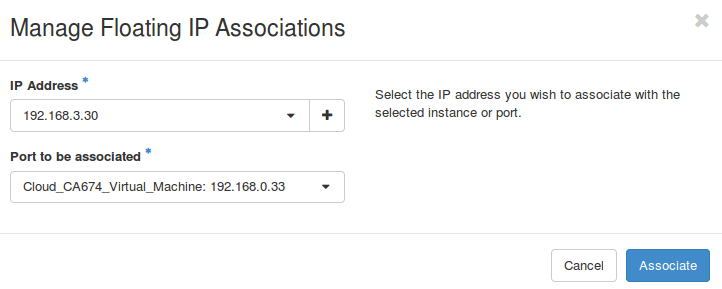 Manage Floating IP Associations
IP Address *
192.168.3.30
Select the IP address you wish to associate with the
selected instance or port.
Port to be associated *
Cloud_CA674_Virtual_Machine: 192.168.0.33
Cancel
Associate